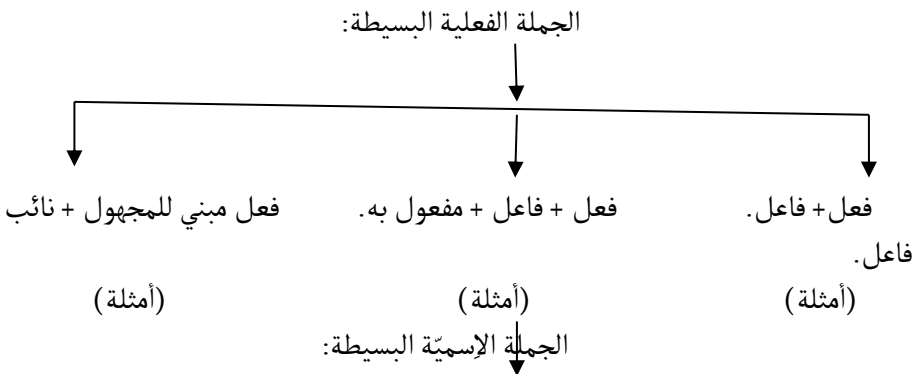 الجملة الفعلية البسيطة:
فعل+ فاعل. فعل + فاعل + مفعول به. فعل مبني للمجهول + نائب
فاعل.
(أمثلة) (أمثلة) (أمثلة)
الجملة الإسميّة البسيطة: